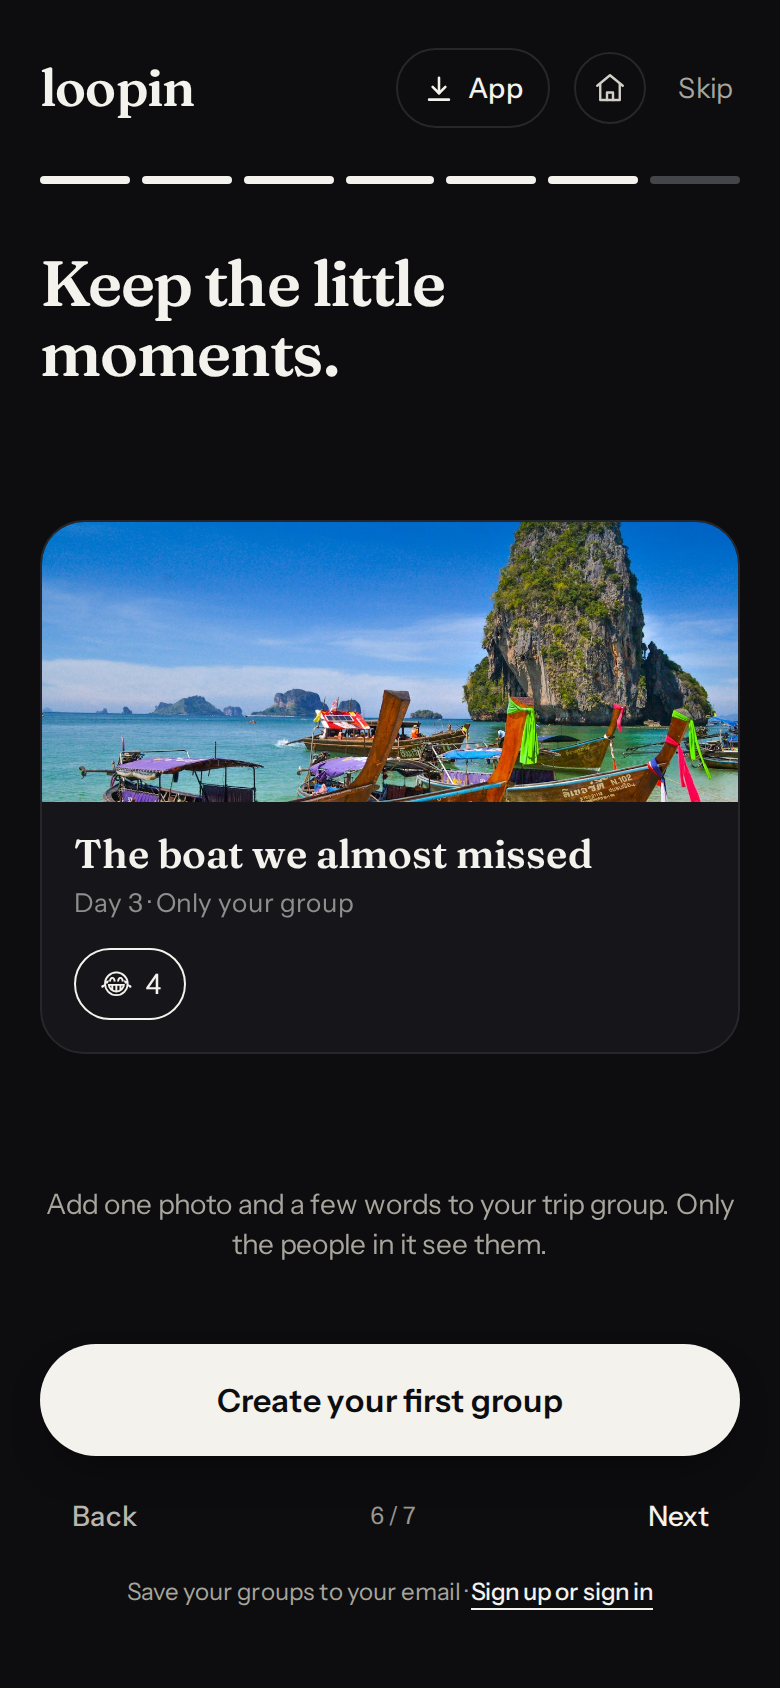 loopin
App
Skip
Keep the little
moments.
N.102
The boat we almost missed
Day 3 · Only your group
😂 4
Add one photo and a few words to your trip group. Only
the people in it see them.
Create your first group
Back
6 / 7
Next
Save your groups to your email · Sign up or sign in